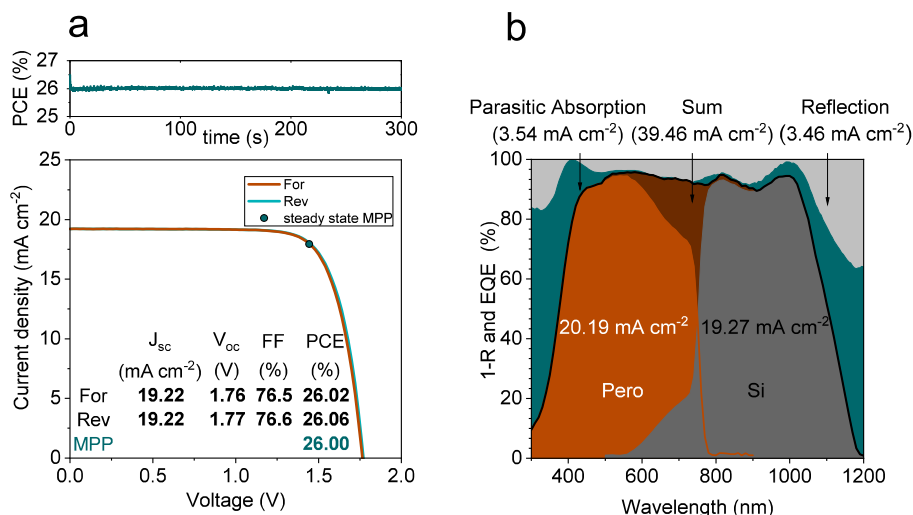 a
PCE (%)
27
26
25
0 100 200 300
time (s)
Current density (mA cm-2)
25
20
15
10
5
0
For
Rev
steady state MPP
Jsc Voc FF PCE
(mA cm-2) (V) (%) (%)
For 19.22 1.76 76.5 26.02
Rev 19.22 1.77 76.6 26.06
MPP 26.00
0.0 0.5 1.0 1.5 2.0
Voltage (V)
b
Parasitic Absorption Sum Reflection
(3.54 mA cm-2) (39.46 mA cm-2) (3.46 mA cm-2)
1-R and EQE (%)
100
80
60
40
20
0
20.19 mA cm-2 19.27 mA cm-2
Pero Si
400 600 800 1000 1200
Wavelength (nm)